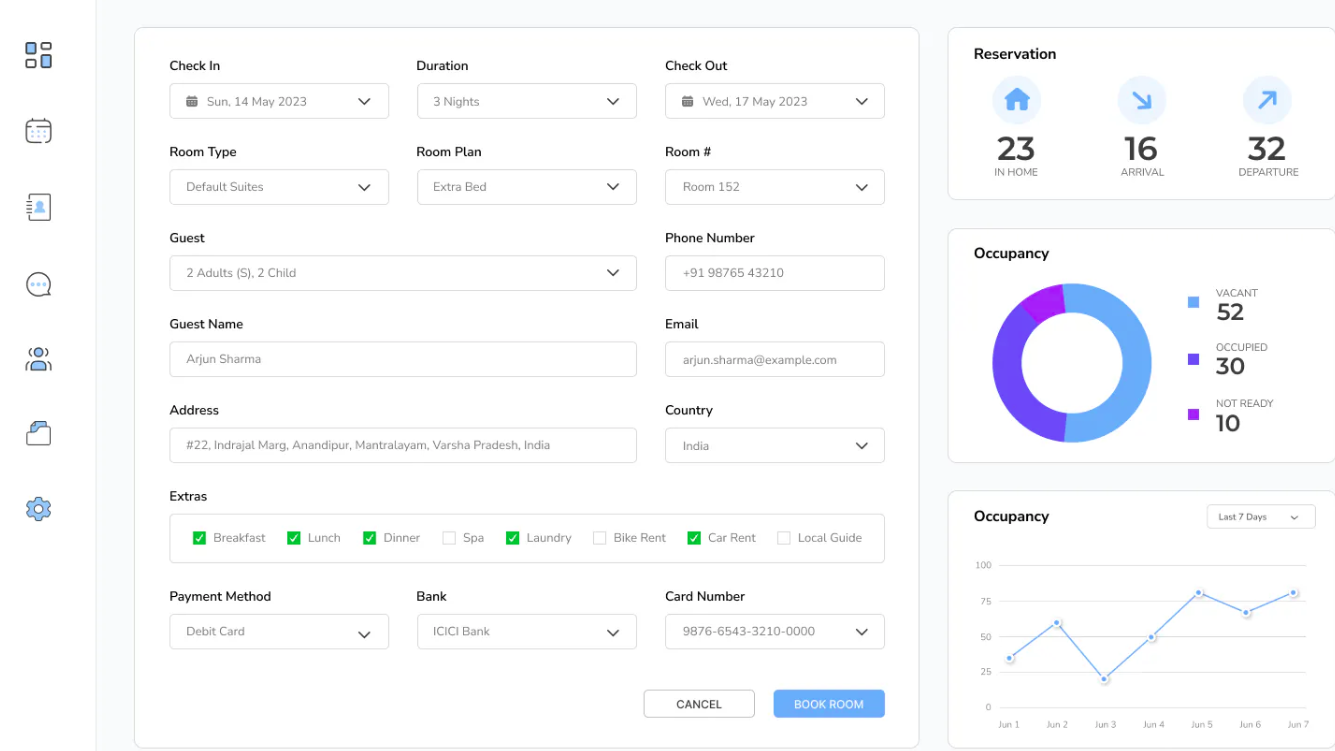 Check In
Duration
Check Out
Sun, 14 May 2023
3 Nights
Wed, 17 May 2023
Room Type
Room Plan
Room #
Default Suites
Extra Bed
Room 152
Guest
Phone Number
2 Adults (S), 2 Child
+91 98765 43210
Guest Name
Email
Arjun Sharma
arjun.sharma@example.com
Address
Country
#22, Indrajal Marg, Anandipur, Mantralayam, Varsha Pradesh, India
India
Extras
Breakfast
Lunch
Dinner
Spa
Laundry
Bike Rent
Car Rent
Local Guide
Payment Method
Bank
Card Number
Debit Card
ICICI Bank
9876-6543-3210-0000
CANCEL
BOOK ROOM
Reservation
23
16
32
IN HOME
ARRIVAL
DEPARTURE
Occupancy
VACANT
52
OCCUPIED
30
NOT READY
10
Occupancy
Last 7 Days
100
75
50
25
0
Jun 1
Jun 2
Jun 3
Jun 4
Jun 5
Jun 6
Jun 7